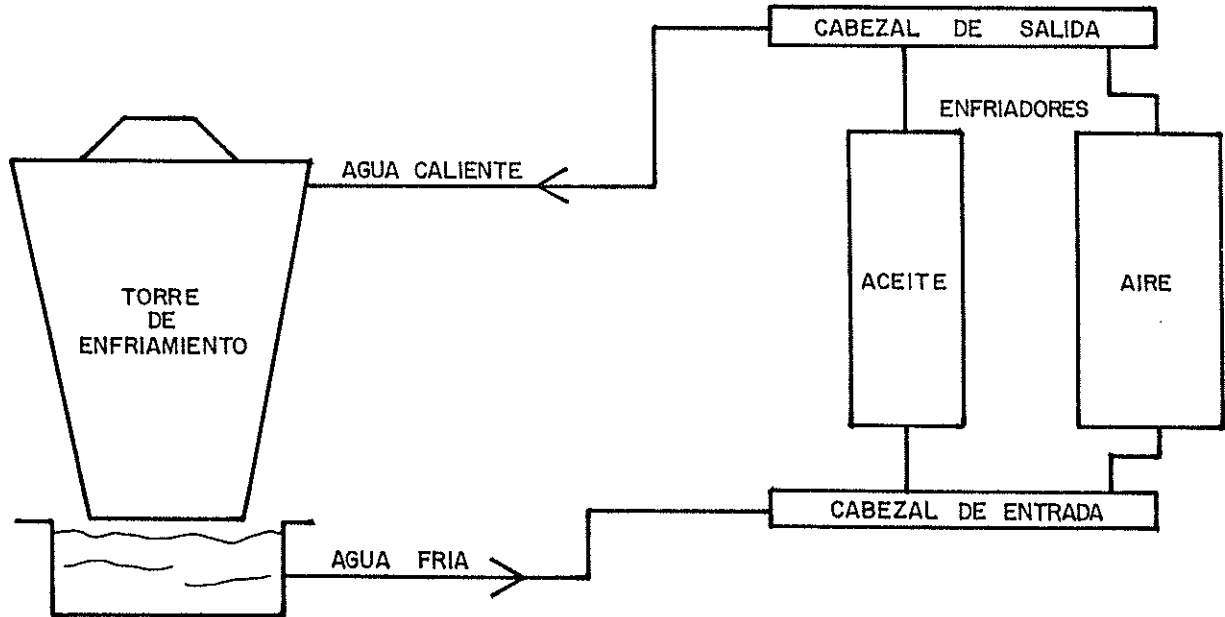 CABEZAL DE SALIDA
ENFRIADORES
AGUA CALIENTE
TORRE
DE
ENFRIAMIENTO
ACEITE
AIRE
CABEZAL DE ENTRADA
AGUA FRIA